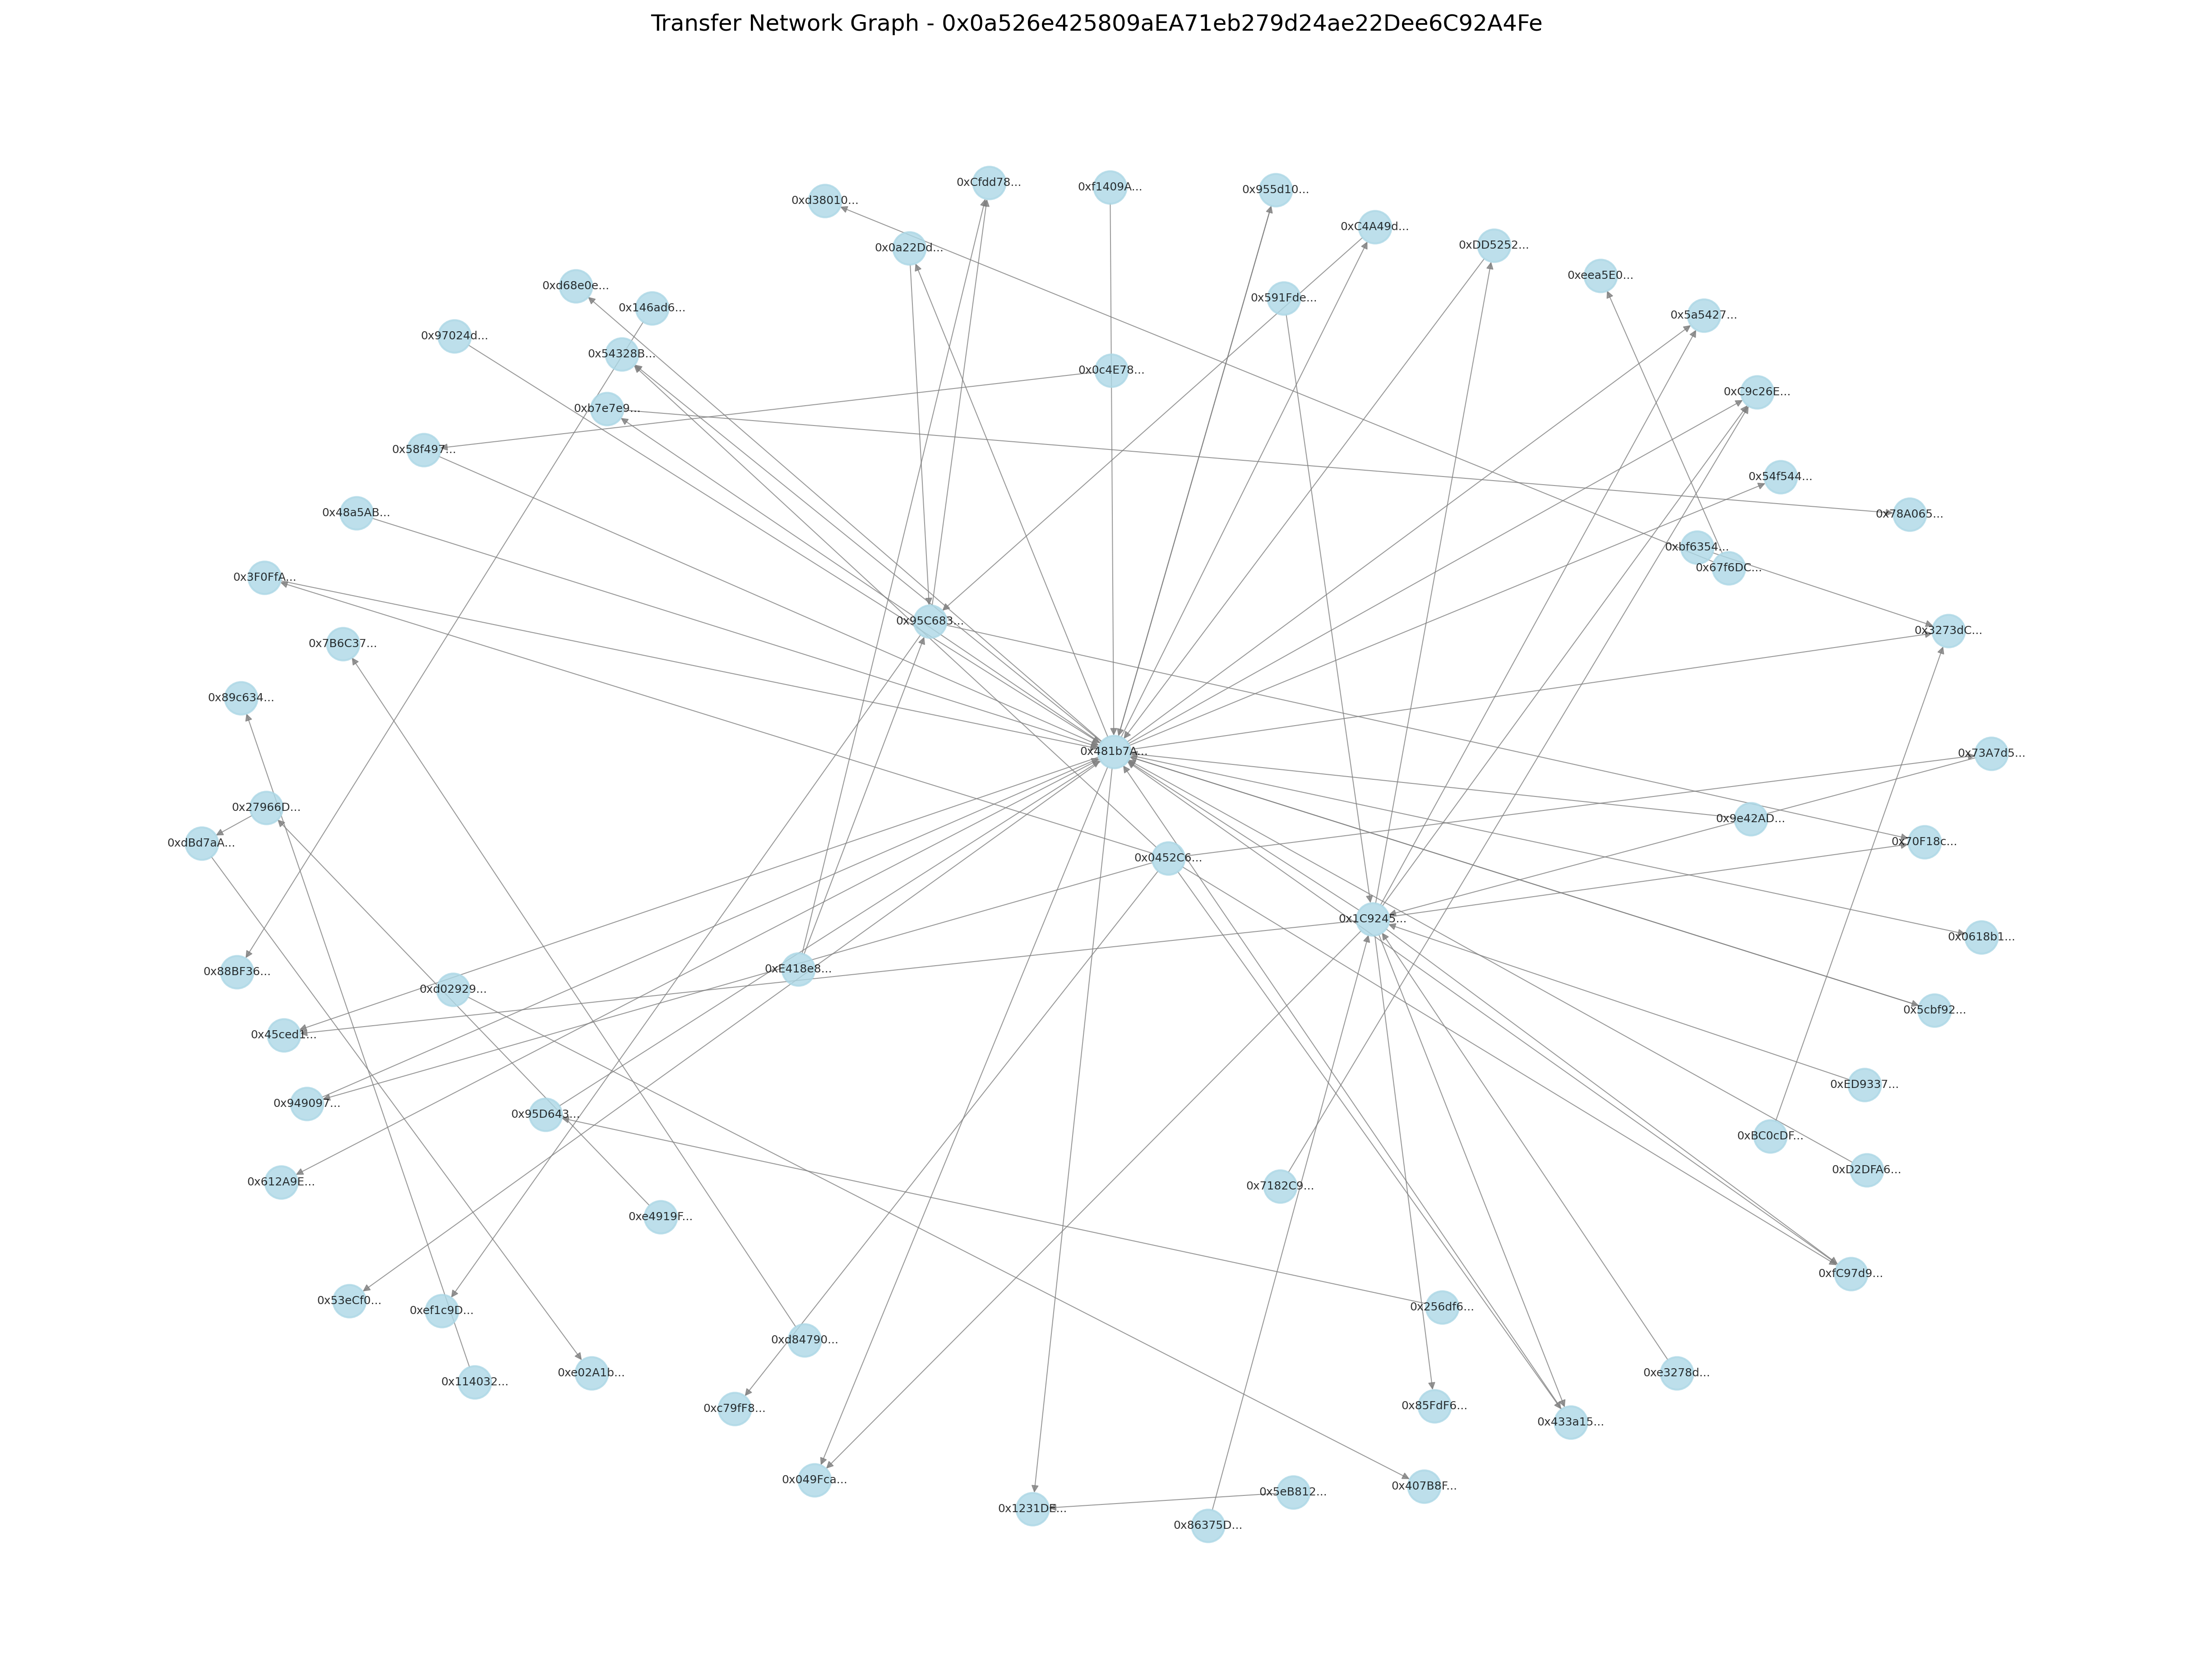 Transfer Network Graph - 0x0a526e425809aEA71eb279d24ae22Dee6C92A4Fe
0xCfdd78...
0xf1409A...
0x955d10...
0xd38010...
0xC4A49d...
0x0a22Dd...
0xDD5252...
0xeea5E0...
0xd68e0e...
0x591Fde...
0x146ad6...
0x5a5427...
0x97024d...
0x54328B...
0x0c4E78...
0xC9c26E...
0xb7e7e9...
0x58f497...
0x54f544...
0x48a5AB...
0x78A065...
0xbf6354...
0x67f6DC...
0x3F0FfA...
0x95C683...
0x3273dC...
0x7B6C37...
0x89c634...
0x481b7A...
0x73A7d5...
0x27966D...
0x9e42AD...
0xdBd7aA...
0x70F18c...
0x0452C6...
0x1C9245...
0x0618b1...
0xE418e8...
0x88BF36...
0xd02929...
0x5cbf92...
0x45ced1...
0xED9337...
0x949097...
0x95D643...
0xBC0cDF...
0xD2DFA6...
0x612A9E...
0x7182C9...
0xe4919F...
0xfC97d9...
0x53eCf0...
0xef1c9D...
0x256df6...
0xd84790...
0xe02A1b...
0xe3278d...
0x114032...
0xc79fF8...
0x85FdF6...
0x433a15...
0x049Fca...
0x407B8F...
0x5eB812...
0x1231DE...
0x86375D...